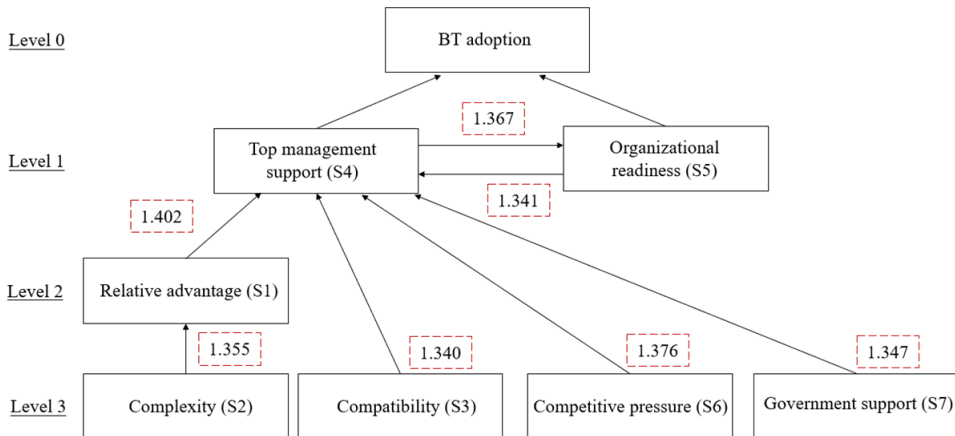 Level 0
BT adoption
1.367
Level 1
Top management
support (S4)
Organizational
readiness (S5)
1.341
1.402
Level 2
Relative advantage (S1)
1.355
1.340
1.376
1.347
Level 3
Complexity (S2)
Compatibility (S3)
Competitive pressure (S6)
Government support (S7)